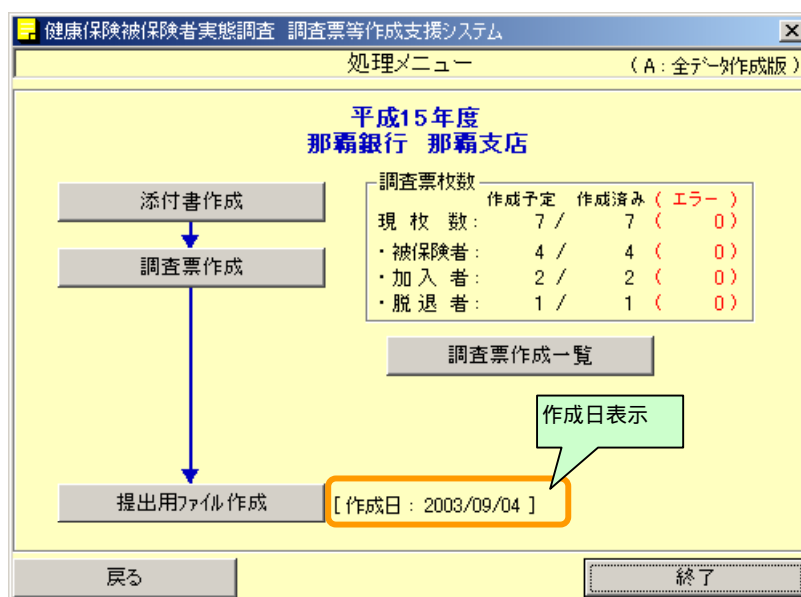 健康保険被保険者実態調査 調査票等作成支援システム
処理メニュー
(A:全ﾃﾞｰﾀ作成版)
平成15年度
那覇銀行 那覇支店
添付書作成
調査票作成
調査票枚数
作成予定 作成済み (エラー)
現 枚 数: 7 / 7 ( 0)
・被保険者: 4 / 4 ( 0)
・加 入 者: 2 / 2 ( 0)
・脱 退 者: 1 / 1 ( 0)
調査票作成一覧
作成日表示
提出用ﾌｧｲﾙ作成
[作成日: 2003/09/04 ]
戻る
終了